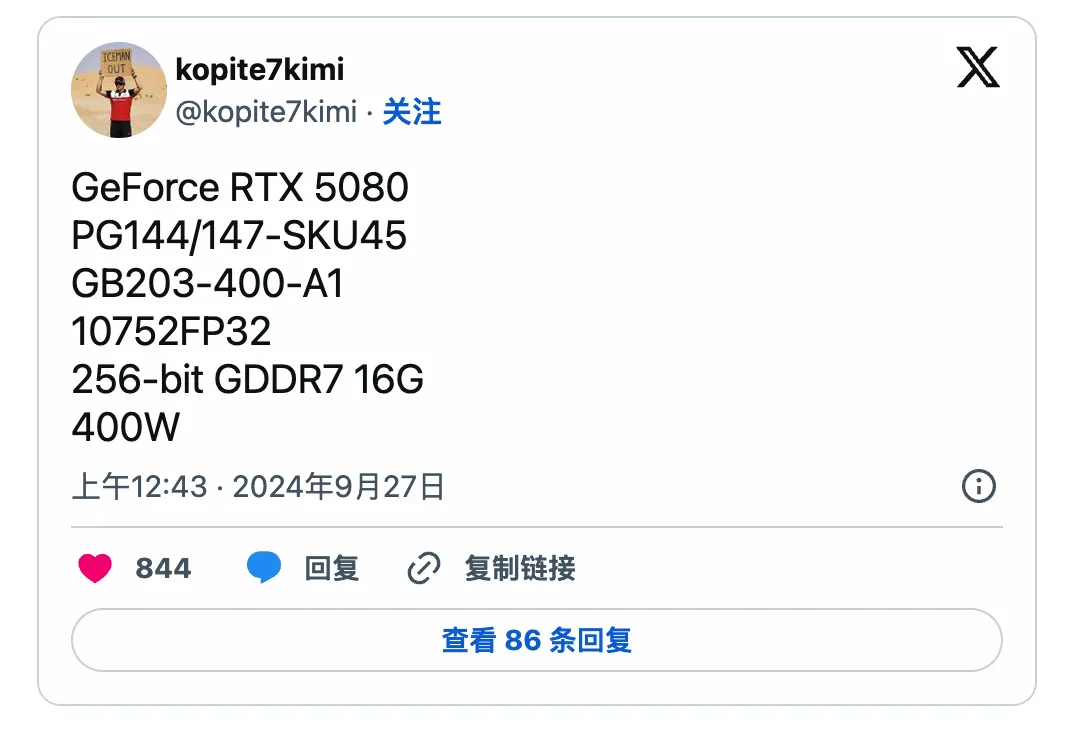 ICEMAN
OUT
kopite7kimi
@kopite7kimi · 关注
GeForce RTX 5080
PG144/147-SKU45
GB203-400-A1
10752FP32
256-bit GDDR7 16G
400W
上午12:43 · 2024年9月27日
844 回复 复制链接
查看 86 条回复